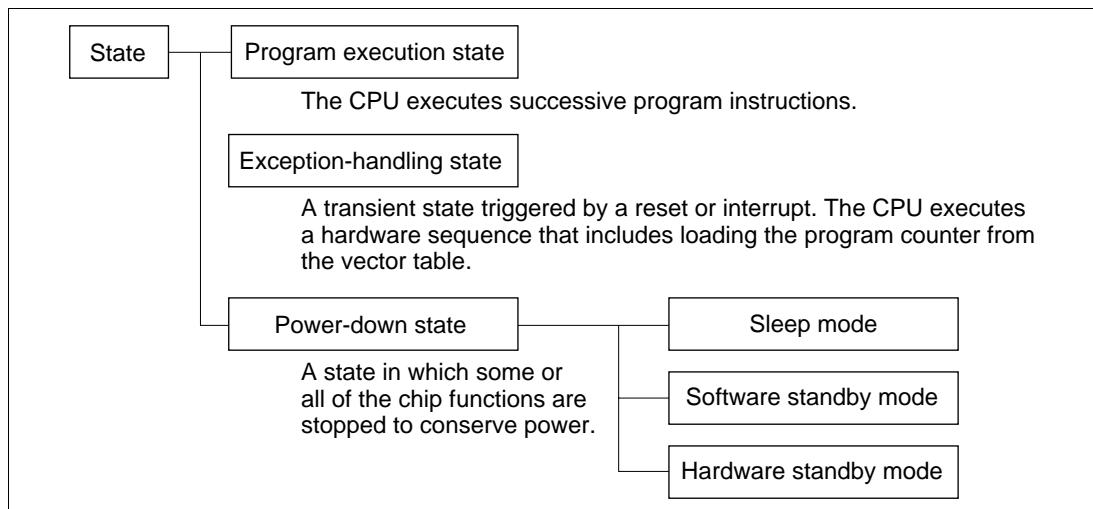 State
Program execution state
The CPU executes successive program instructions.
Exception-handling state
A transient state triggered by a reset or interrupt. The CPU executes
a hardware sequence that includes loading the program counter from
the vector table.
Power-down state
A state in which some or
all of the chip functions are
stopped to conserve power.
Sleep mode
Software standby mode
Hardware standby mode